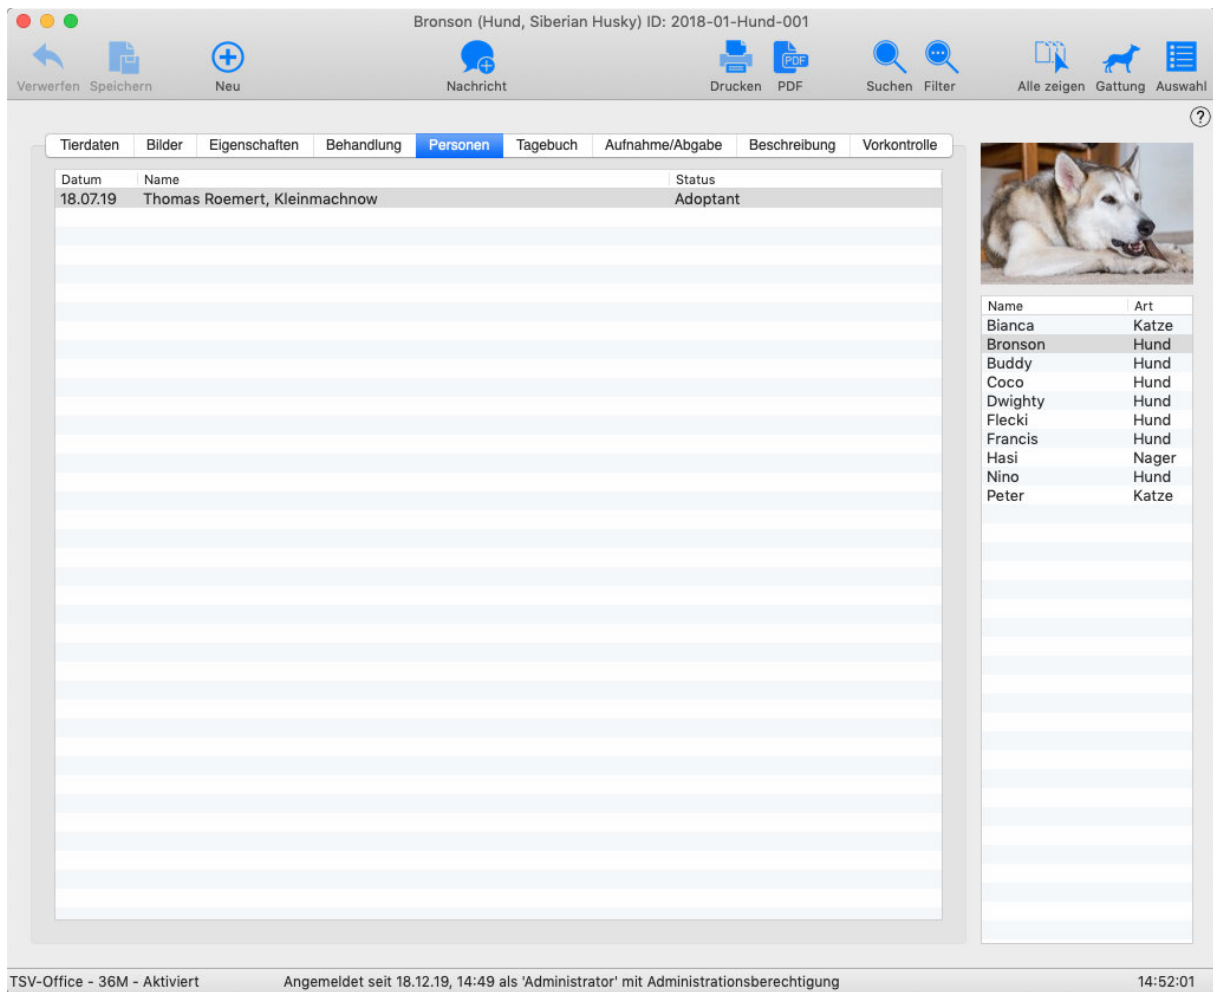 Bronson (Hund, Siberian Husky) ID: 2018-01-Hund-001
Verwerfen Speichern Neu Nachricht Drucken PDF Suchen Filter Alle zeigen Gattung Auswahl
PDF
?
Tierdaten Bilder Eigenschaften Behandlung Personen Tagebuch Aufnahme/Abgabe Beschreibung Vorkontrolle
Datum Name Status
18.07.19 Thomas Roemert, Kleinmachnow Adoptant
Name Art
Bianca Katze
Bronson Hund
Buddy Hund
Coco Hund
Dwighty Hund
Flecki Hund
Francis Hund
Hasi Nager
Nino Hund
Peter Katze
TSV-Office - 36M - Aktiviert Angemeldet seit 18.12.19, 14:49 als 'Administrator' mit Administrationsberechtigung 14:52:01